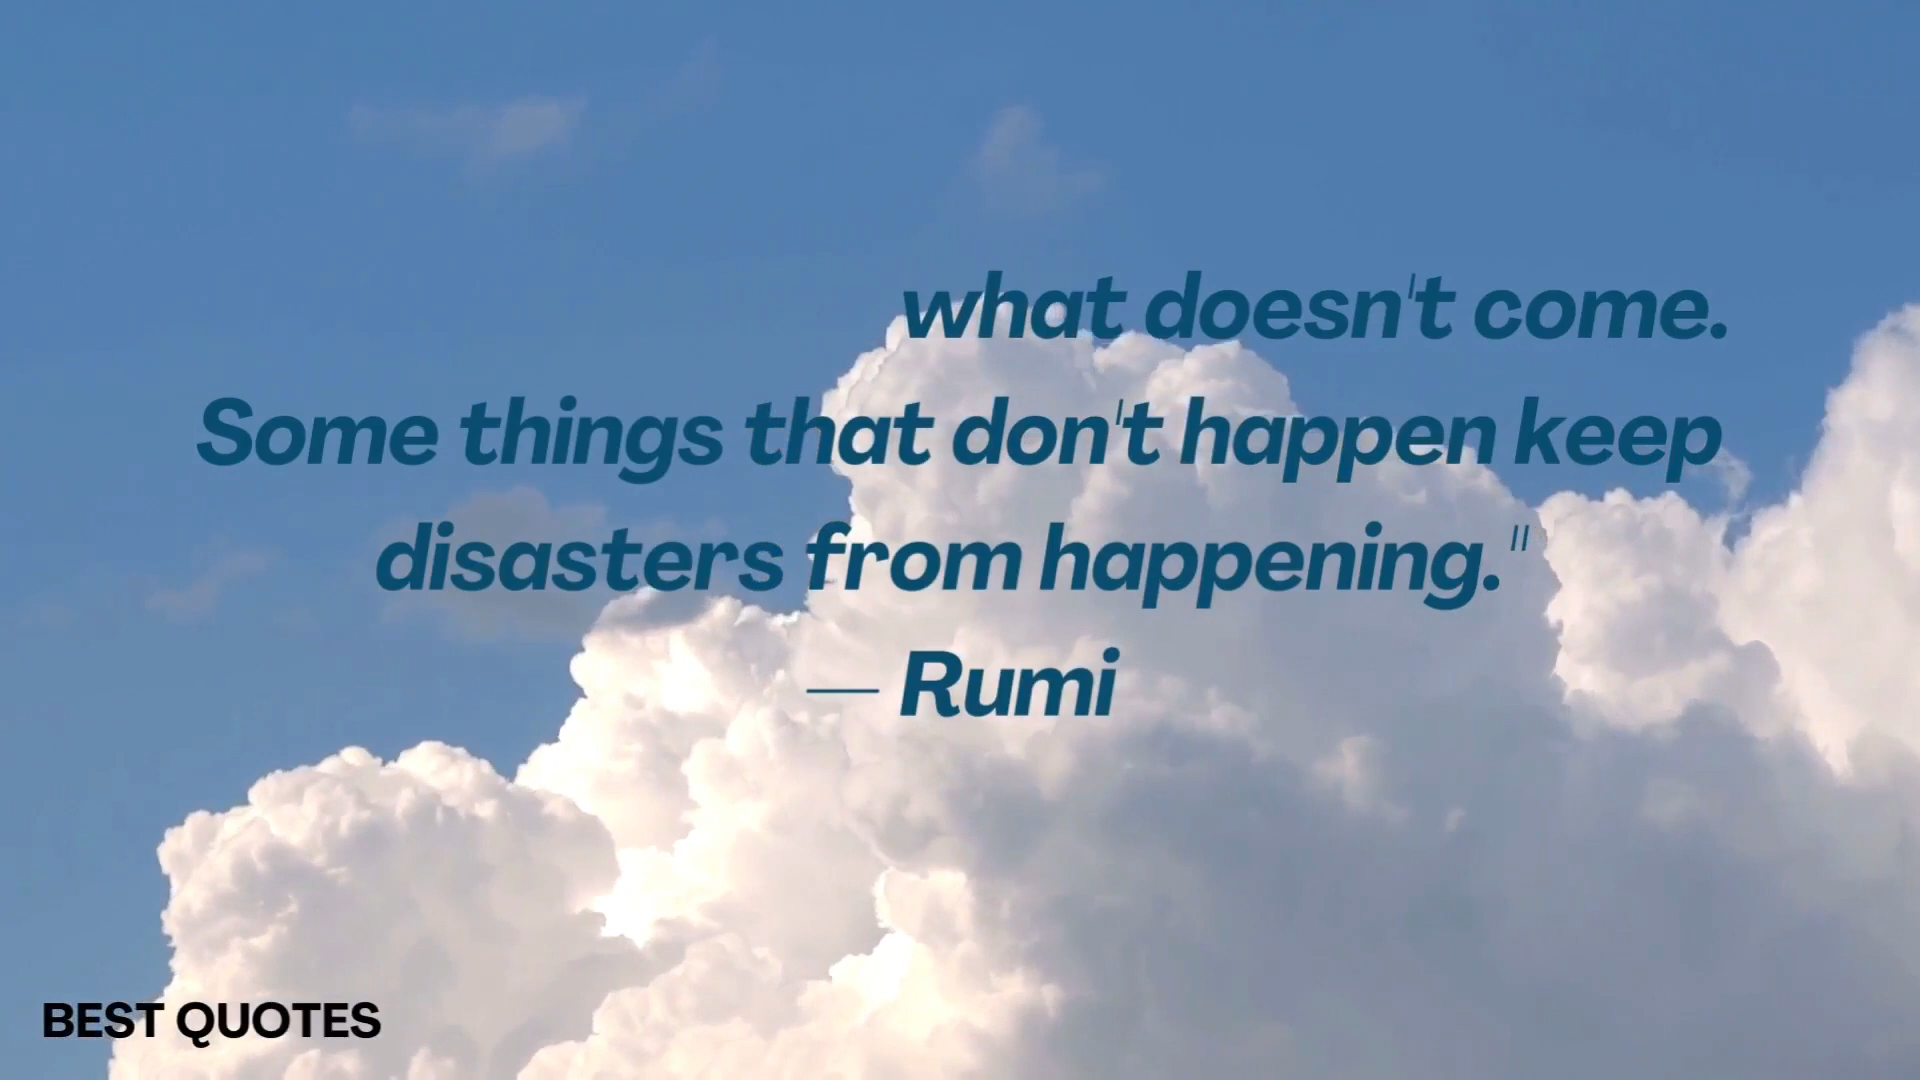 what doesn't come.
Some things that don't happen keep
disasters from happening."
— Rumi
BEST QUOTES